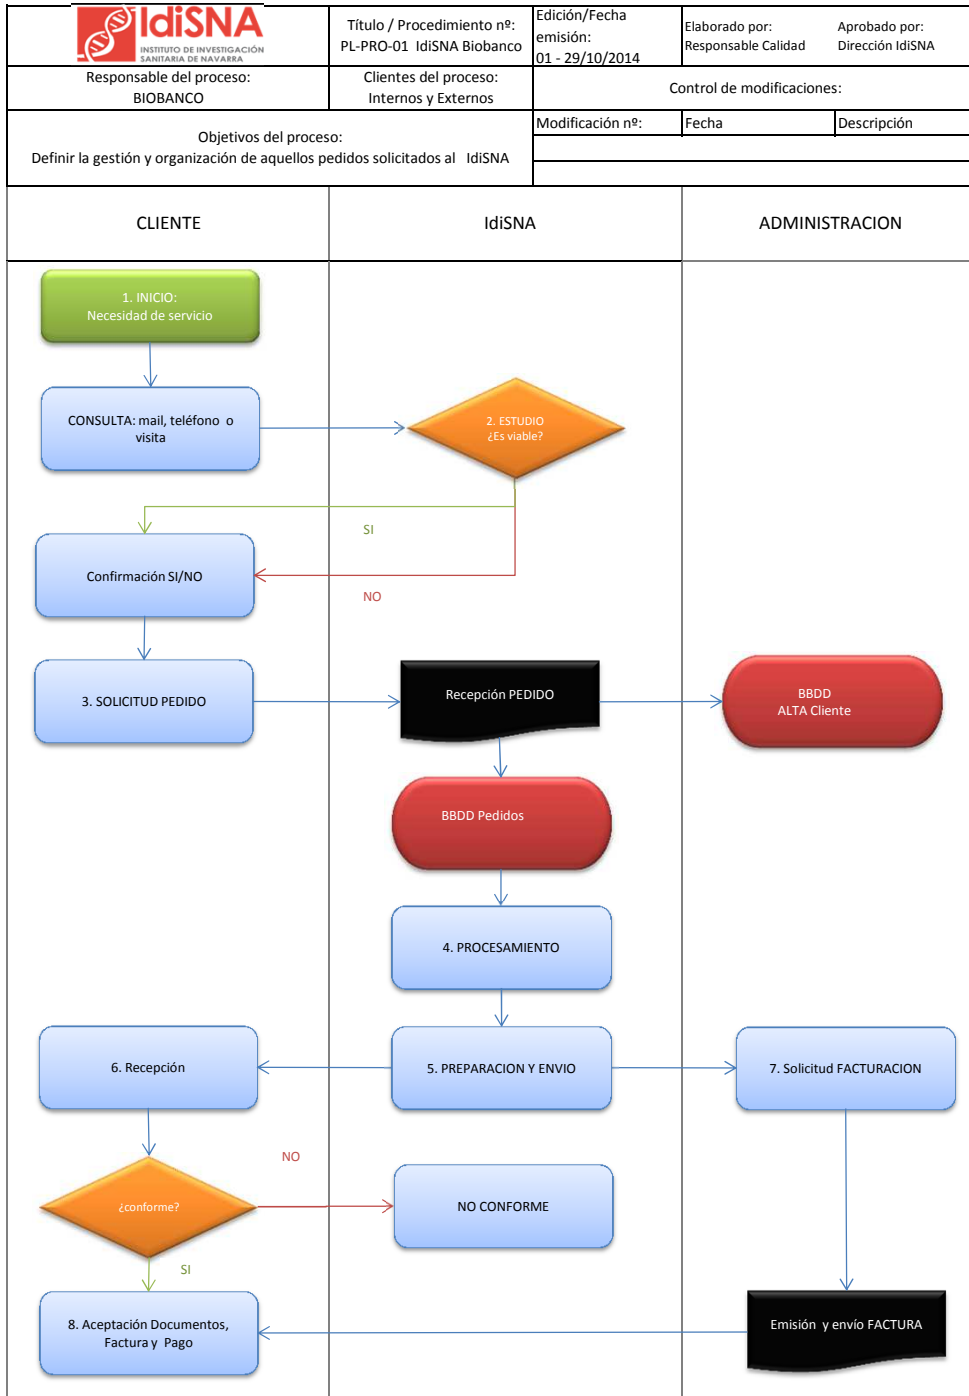 IdiSNA
INSTITUTO DE INVESTIGACIÓN
SANITARIA DE NAVARRA
Título / Procedimiento nº:
PL-PRO-01 IdiSNA Biobanco
Edición/Fecha
emisión:
01 - 29/10/2014
Elaborado por:
Responsable Calidad
Aprobado por:
Dirección IdiSNA
Responsable del proceso:
BIOBANCO
Clientes del proceso:
Internos y Externos
Control de modificaciones:
Objetivos del proceso:
Definir la gestión y organización de aquellos pedidos solicitados al IdiSNA
Modificación nº:
Fecha
Descripción
CLIENTE
IdiSNA
ADMINISTRACION
1. INICIO:
Necesidad de servicio
CONSULTA: mail, teléfono o
visita
2. ESTUDIO
¿Es viable?
SI
Confirmación SI/NO
NO
3. SOLICITUD PEDIDO
Recepción PEDIDO
BBDD
ALTA Cliente
BBDD Pedidos
4. PROCESAMIENTO
6. Recepción
5. PREPARACION Y ENVIO
7. Solicitud FACTURACION
NO
¿conforme?
NO CONFORME
SI
8. Aceptación Documentos,
Factura y Pago
Emisión y envío FACTURA